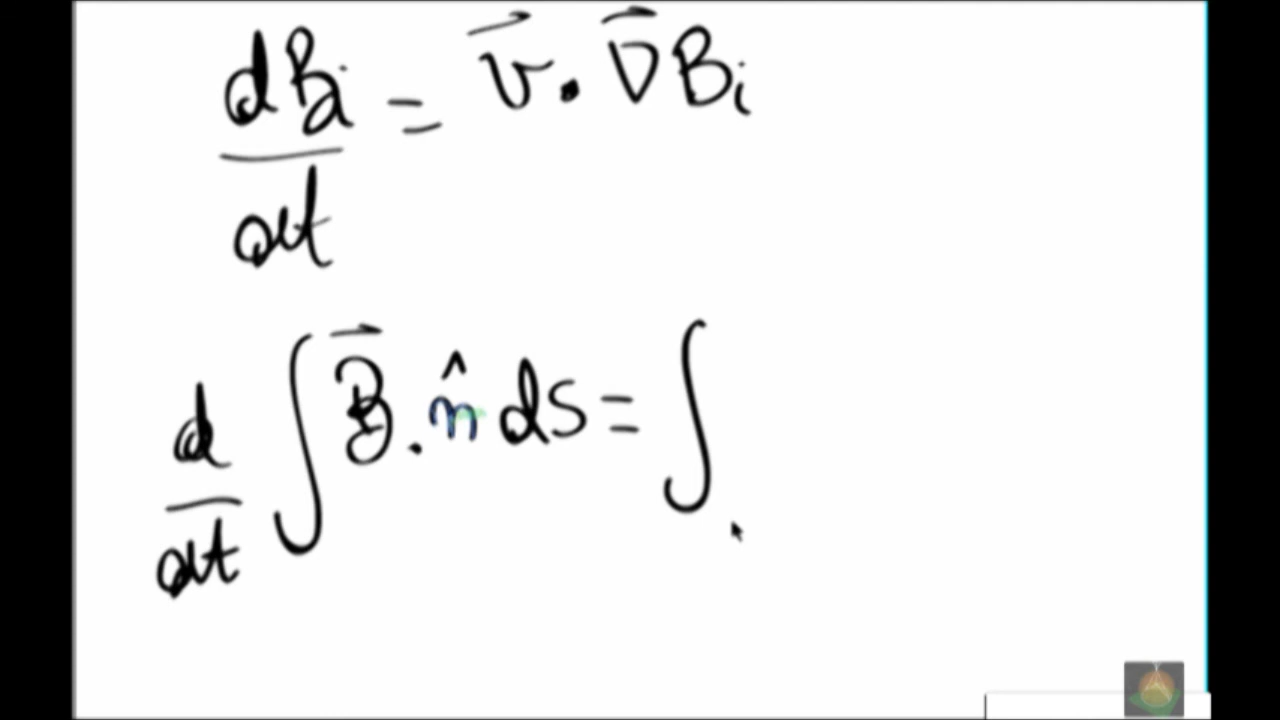 dBᵢ/dt = v⃗ · ∇⃗Bᵢ
d/dt ∫ B⃗ · n̂ ds = ∫